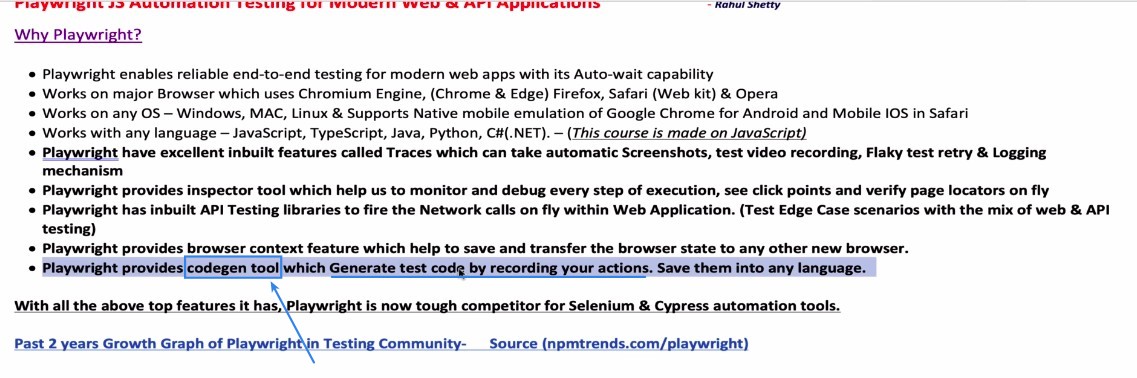 Playwright JS Automation Testing for Modern Web & API Applications - Rahul Shetty
Why Playwright?
• Playwright enables reliable end-to-end testing for modern web apps with its Auto-wait capability
• Works on major Browser which uses Chromium Engine, (Chrome & Edge) Firefox, Safari (Web kit) & Opera
• Works on any OS – Windows, MAC, Linux & Supports Native mobile emulation of Google Chrome for Android and Mobile IOS in Safari
• Works with any language – JavaScript, TypeScript, Java, Python, C#(.NET). – (This course is made on JavaScript)
• Playwright have excellent inbuilt features called Traces which can take automatic Screenshots, test video recording, Flaky test retry & Logging
mechanism
• Playwright provides inspector tool which help us to monitor and debug every step of execution, see click points and verify page locators on fly
• Playwright has inbuilt API Testing libraries to fire the Network calls on fly within Web Application. (Test Edge Case scenarios with the mix of web & API
testing)
• Playwright provides browser context feature which help to save and transfer the browser state to any other new browser.
• Playwright provides codegen tool which Generate test code by recording your actions. Save them into any language.
With all the above top features it has, Playwright is now tough competitor for Selenium & Cypress automation tools.
Past 2 years Growth Graph of Playwright in Testing Community- Source (npmtrends.com/playwright)